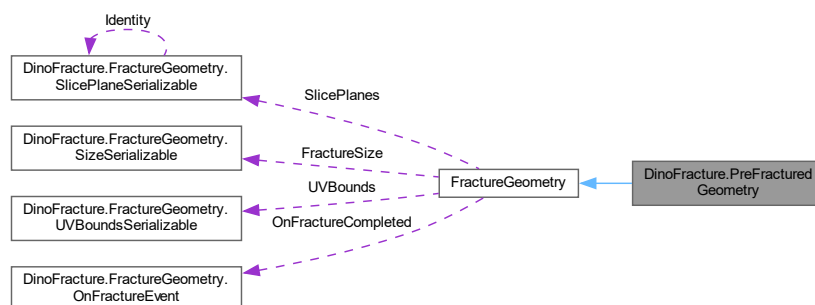 Identity
DinoFracture.FractureGeometry.
SlicePlaneSerializable
SlicePlanes
DinoFracture.FractureGeometry.
SizeSerializable
FractureSize
UVBounds
FractureGeometry
DinoFracture.PreFractured
Geometry
DinoFracture.FractureGeometry.
UVBoundsSerializable
OnFractureCompleted
DinoFracture.FractureGeometry.
OnFractureEvent